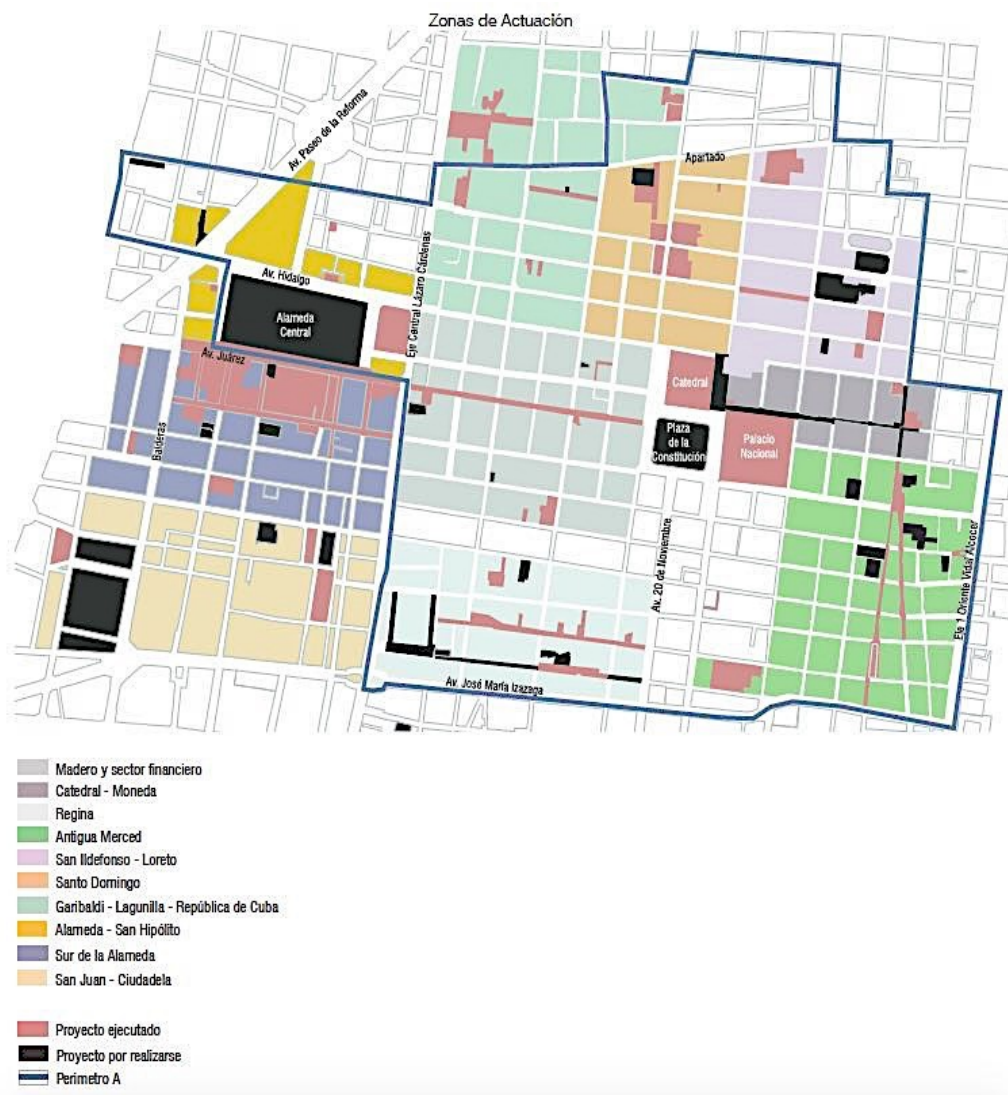 Zonas de Actuación
Av. Paseo de la Reforma
Apartado
Av. Hidalgo
Eje Central Lázaro Cárdenas
Alameda
Central
Av. Juárez
Catedral
Balderas
Plaza
de la
Constitución
Palacio
Nacional
Av. 20 de Noviembre
Eje 1 Oriente Vidal Alcocer
Av. José María Izazaga
Madero y sector financiero
Catedral - Moneda
Regina
Antigua Merced
San Ildefonso - Loreto
Santo Domingo
Garibaldi - Lagunilla - República de Cuba
Alameda - San Hipólito
Sur de la Alameda
San Juan - Ciudadela
Proyecto ejecutado
Proyecto por realizarse
Perimetro A